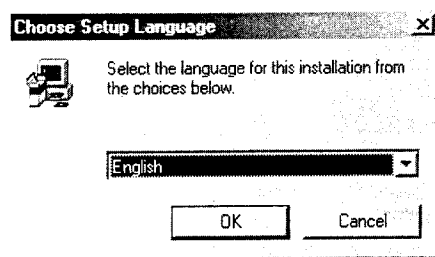 Choose Setup Language
Select the language for this installation from
the choices below.
English
OK
Cancel